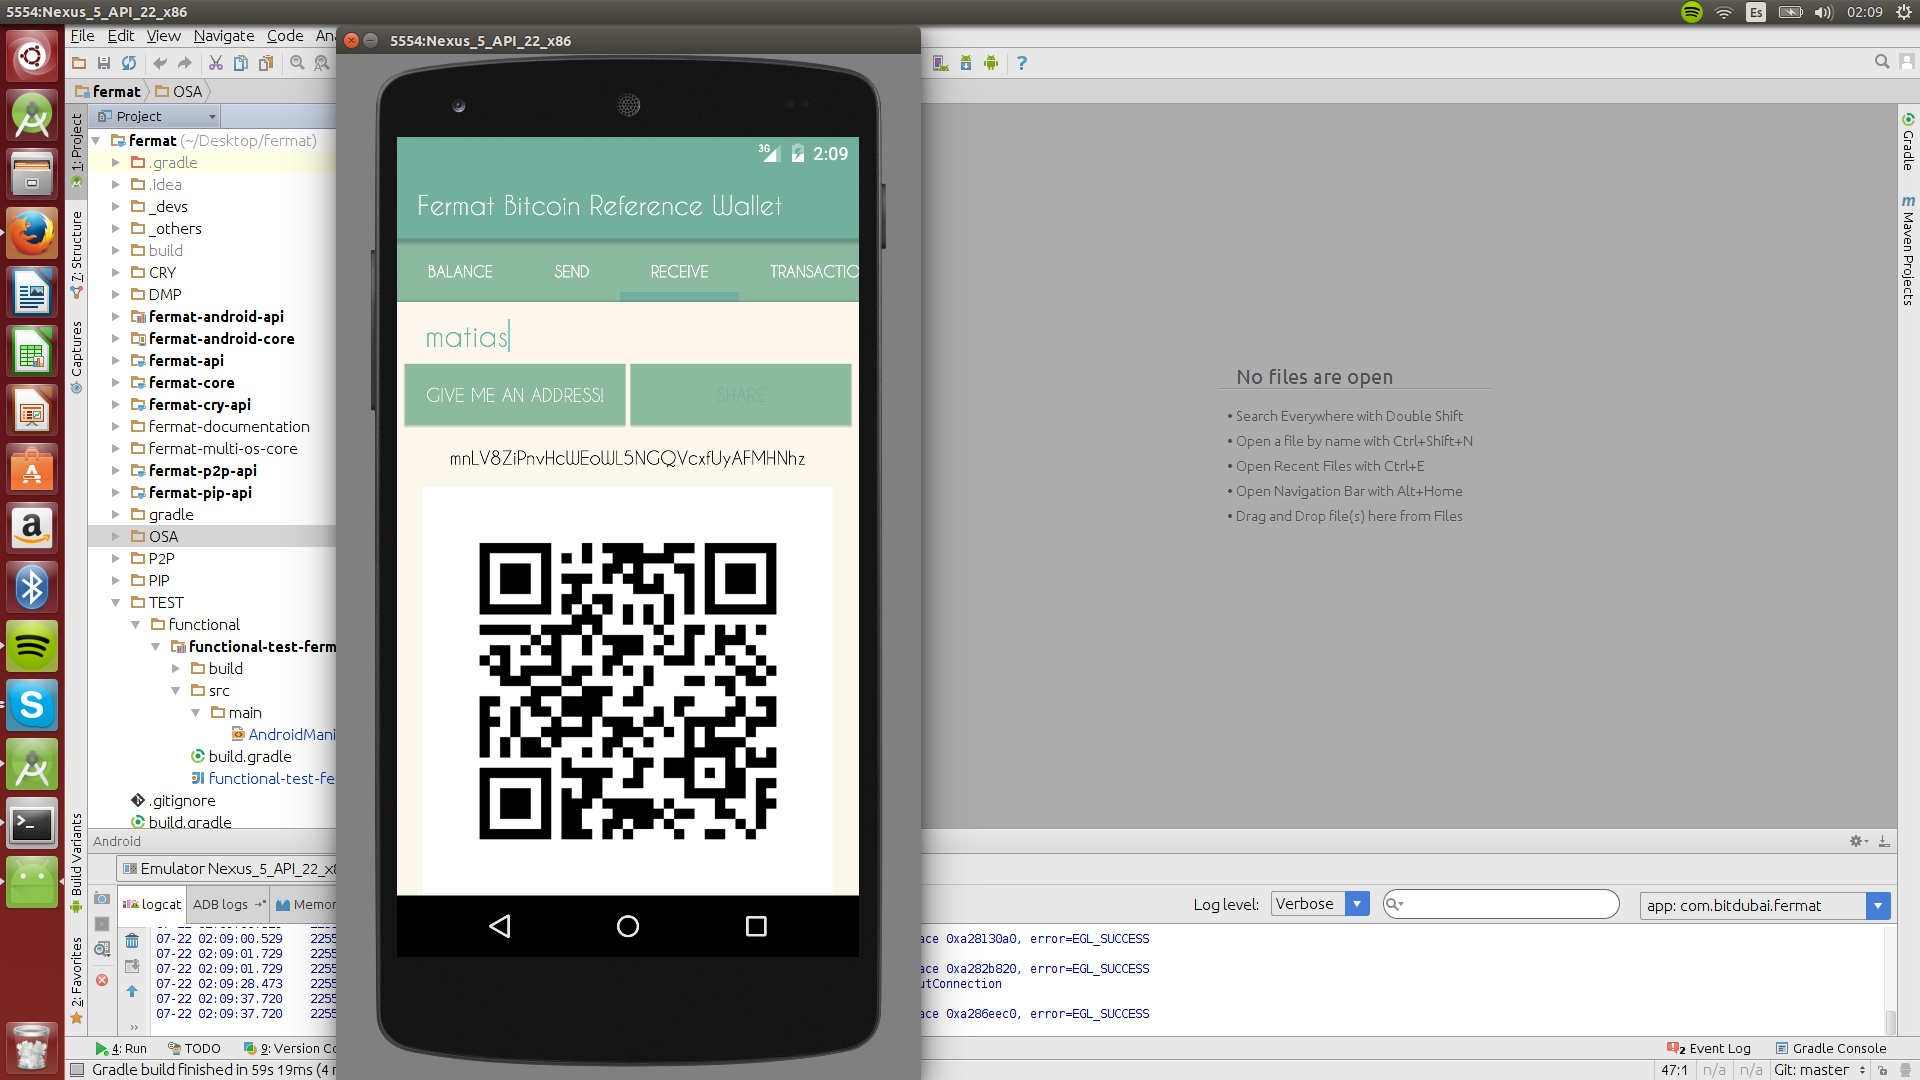 5554:Nexus_5_API_22_x86
Es
02:09
File Edit View Navigate Code
5554:Nexus_5_API_22_x86
fermat
OSA
Project
1: Project
7: Structure
Captures
Build Variants
2: Favorites
fermat (~/Desktop/fermat)
.gradle
.idea
_devs
_others
build
CRY
DMP
fermat-android-api
fermat-android-core
fermat-api
fermat-core
fermat-cry-api
fermat-documentation
fermat-multi-os-core
fermat-p2p-api
fermat-pip-api
gradle
OSA
P2P
PIP
TEST
functional
functional-test-ferm
build
src
main
AndroidMani
build.gradle
functional-test-fe
.gitignore
build.gradle
3G
2:09
Fermat Bitcoin Reference Wallet
BALANCE SEND RECEIVE TRANSACTIO
matias
GIVE ME AN ADDRESS! SHARE
mnLV8ZiPnvHcWEoWL5NGQVcxfUyAFMHNhz
No files are open
• Search Everywhere with Double Shift
• Open a file by name with Ctrl+Shift+N
• Open Recent Files with Ctrl+E
• Open Navigation Bar with Alt+Home
• Drag and Drop file(s) here from Files
Gradle
Maven Projects
Android
Emulator Nexus_5_API_22_x8
logcat ADB logs Memor
Log level: Verbose app: com.bitdubai.fermat
07-22 02:09:00.529 2255 ace 0xa28130a0, error=EGL_SUCCESS
07-22 02:09:01.729 2255
07-22 02:09:01.729 2255 ace 0xa282b820, error=EGL_SUCCESS
07-22 02:09:28.473 2255 utConnection
07-22 02:09:37.720 2255
07-22 02:09:37.720 2255 ace 0xa286eec0, error=EGL_SUCCESS
4: Run TODO 9: Version Co
2 Event Log Gradle Console
Gradle build finished in 59s 19ms (4 m
47:1 n/a n/a Git: master